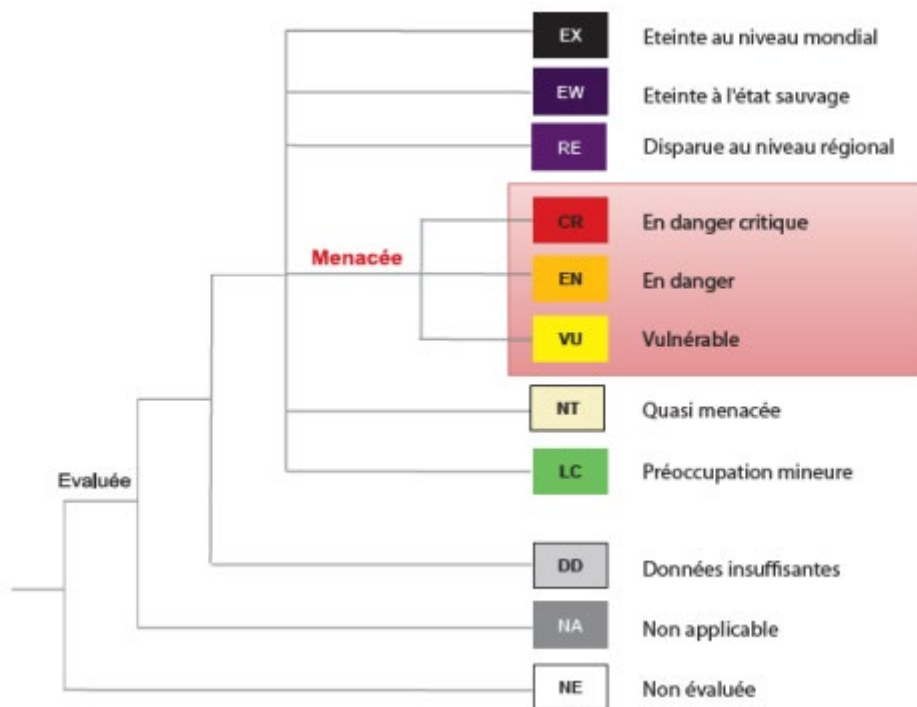 EX Eteinte au niveau mondial
EW Eteinte à l'état sauvage
RE Disparue au niveau régional
CR En danger critique
Menacée
EN En danger
VU Vulnérable
NT Quasi menacée
LC Préoccupation mineure
Evaluée
DD Données insuffisantes
NA Non applicable
NE Non évaluée